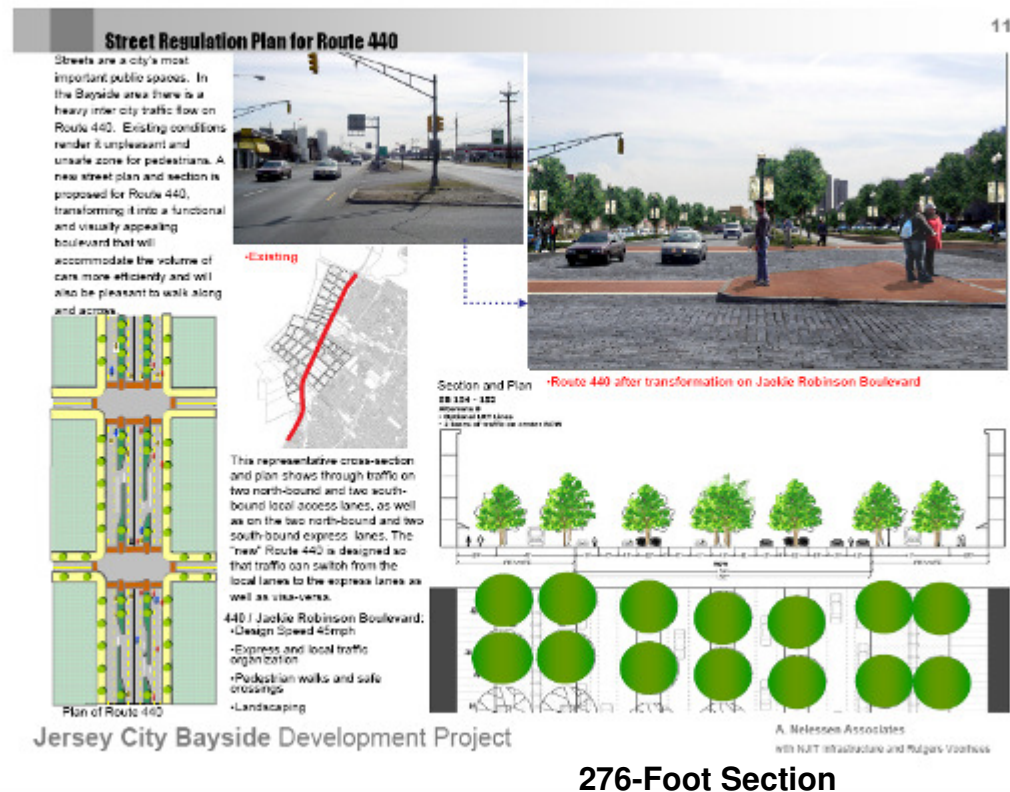 11
Street Regulation Plan for Route 440
Streets are a city's most
important public spaces. In
the Bayside area there is a
heavy inter city traffic flow on
Route 440. Existing conditions
render it unpleasant and
unsafe zone for pedestrians. A
new street plan and section is
proposed for Route 440,
transforming it into a functional
and visually appealing
boulevard that will
accommodate the volume of
cars more efficiently and will
also be pleasant to walk along
and across
•Existing
•Route 440 after transformation on Jackie Robinson Boulevard
Section and Plan
Alternate B
This representative cross-section
and plan shows through traffic on
two north-bound and two south-
bound local access lanes, as well
as on the two north-bound and two
south-bound express lanes. The
"new" Route 440 is designed so
that traffic can switch from the
local lanes to the express lanes as
well as visa-versa.
440 / Jackie Robinson Boulevard:
•Design Speed 45mph
•Express and local traffic
organization
•Pedestrian walks and safe
crossings
•Landscaping
Plan of Route 440
Jersey City Bayside Development Project
A. Nelessen Associates
with NJIT Infrastructure and Rutgers Voorhees
276-Foot Section